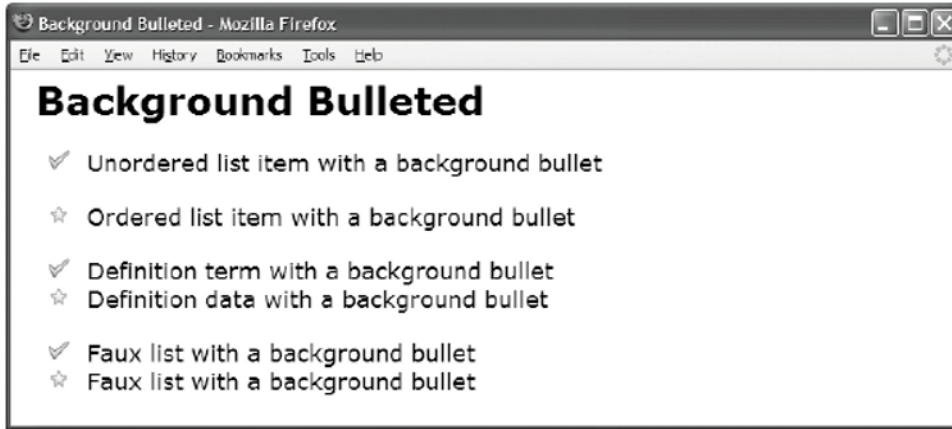 Background Bulleted - Mozilla Firefox
File Edit View History Bookmarks Tools Help
Background Bulleted
Unordered list item with a background bullet
Ordered list item with a background bullet
Definition term with a background bullet
Definition data with a background bullet
Faux list with a background bullet
Faux list with a background bullet